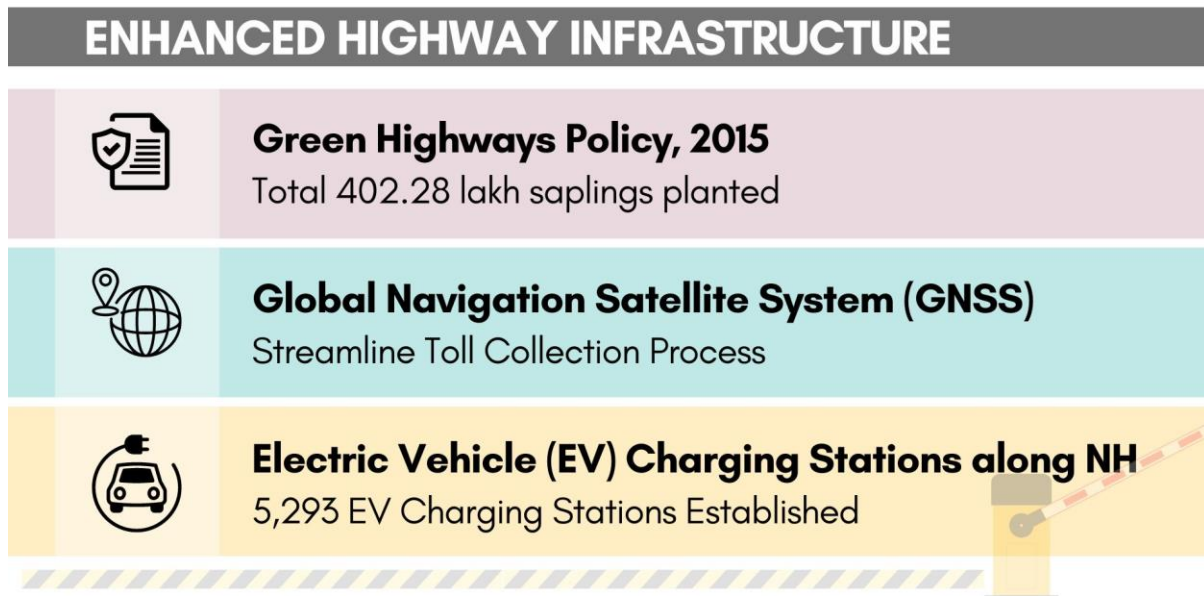 ENHANCED HIGHWAY INFRASTRUCTURE
Green Highways Policy, 2015
Total 402.28 lakh saplings planted
Global Navigation Satellite System (GNSS)
Streamline Toll Collection Process
Electric Vehicle (EV) Charging Stations along NH
5,293 EV Charging Stations Established